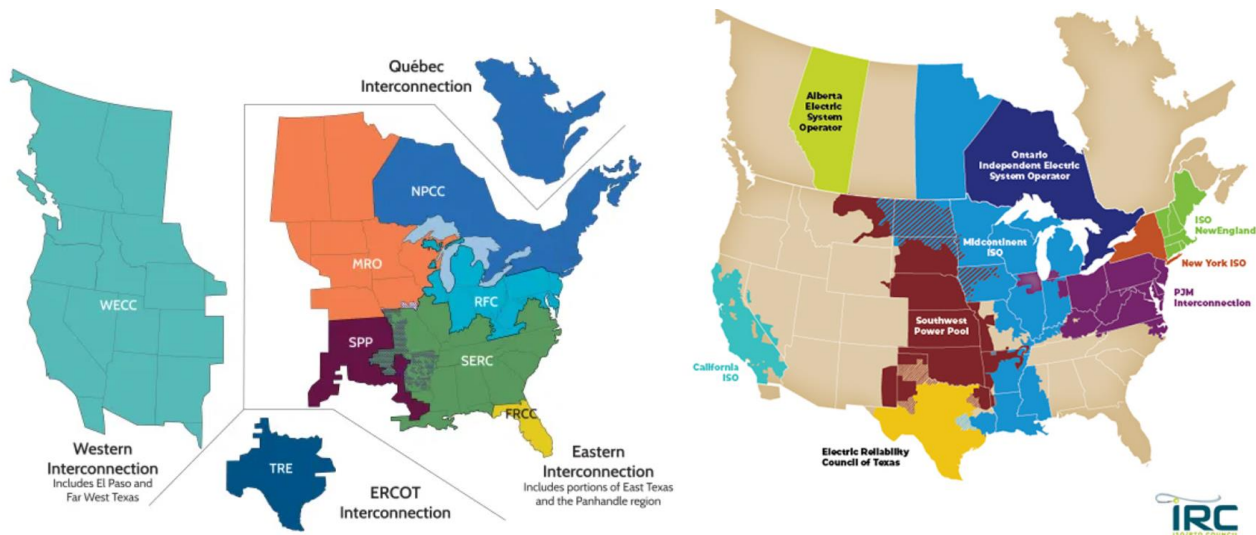 Québec
Interconnection
NPCC
MRO
WECC
RFC
SPP
SERC
FRCC
Western
Interconnection
Includes El Paso and
Far West Texas
TRE
ERCOT
Interconnection
Eastern
Interconnection
Includes portions of East Texas
and the Panhandle region
Alberta
Electric
System
Operator
Ontario
Independent Electric
System Operator
Midcontinent
ISO
ISO
NewEngland
New York ISO
PJM
Interconnection
Southwest
Power Pool
California
ISO
Electric Reliability
Council of Texas
IRC